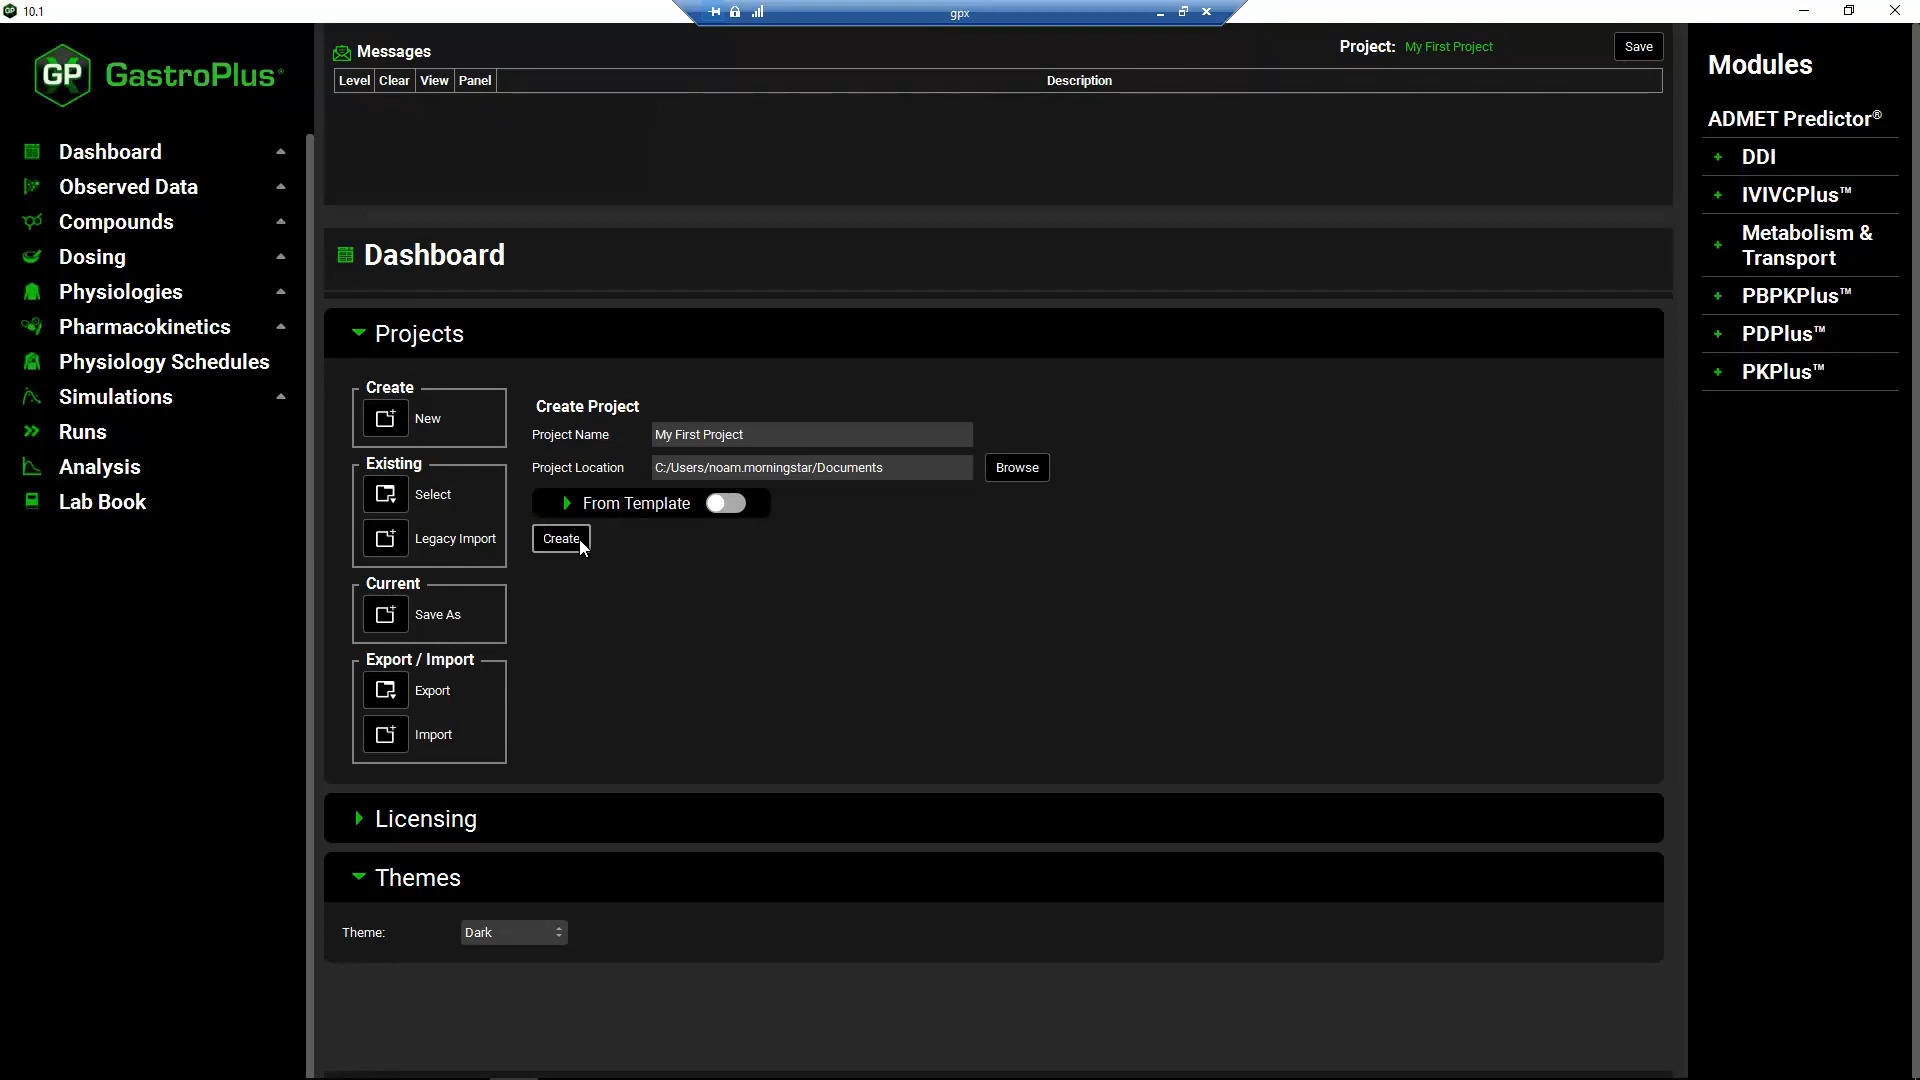 10.1
gpx
GP GastroPlus®
Dashboard
Observed Data
Compounds
Dosing
Physiologies
Pharmacokinetics
Physiology Schedules
Simulations
Runs
Analysis
Lab Book
Messages
Project: My First Project
Save
Level Clear View Panel Description
Dashboard
Projects
Create
New
Existing
Select
Legacy Import
Current
Save As
Export / Import
Export
Import
Create Project
Project Name My First Project
Project Location C:/Users/noam.morningstar/Documents Browse
From Template
Create
Licensing
Themes
Theme: Dark
Modules
ADMET Predictor®
+ DDI
+ IVIVCPlus™
+ Metabolism &
Transport
+ PBPKPlus™
+ PDPlus™
+ PKPlus™